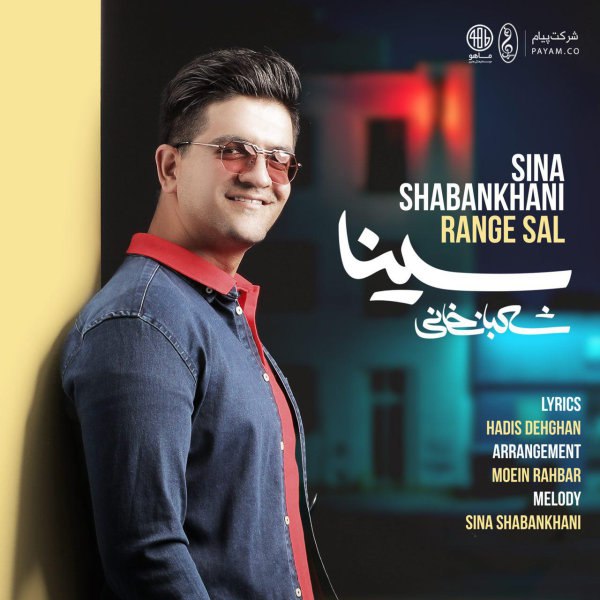 ماهو
شرکت پیام
PAYAM.CO
SINA
SHABANKHANI
RANGE SAL
سینا
شعبانخانی
LYRICS
HADIS DEHGHAN
ARRANGEMENT
MOEIN RAHBAR
MELODY
SINA SHABANKHANI